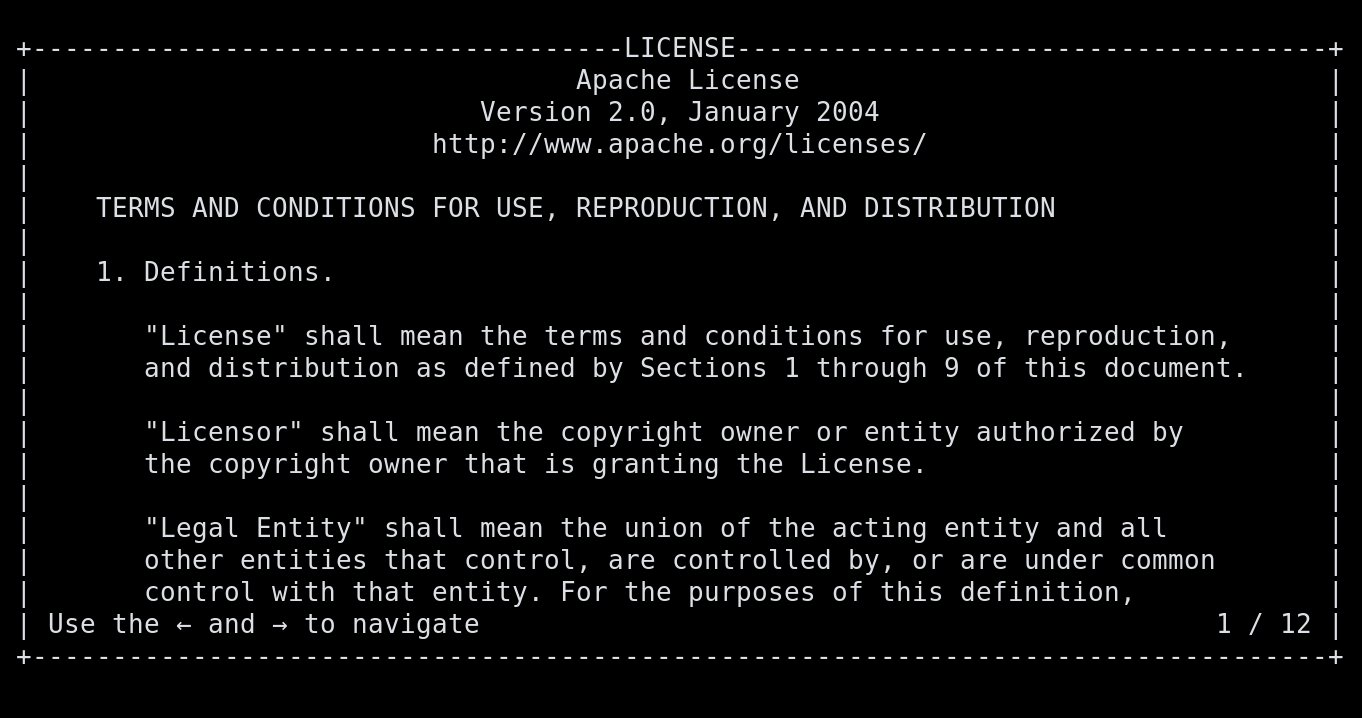 +-------------------------------------LICENSE-------------------------------------+
|                                  Apache License                                 |
|                            Version 2.0, January 2004                            |
|                         http://www.apache.org/licenses/                         |
|                                                                                 |
|    TERMS AND CONDITIONS FOR USE, REPRODUCTION, AND DISTRIBUTION                 |
|                                                                                 |
|    1. Definitions.                                                              |
|                                                                                 |
|       "License" shall mean the terms and conditions for use, reproduction,      |
|       and distribution as defined by Sections 1 through 9 of this document.     |
|                                                                                 |
|       "Licensor" shall mean the copyright owner or entity authorized by         |
|       the copyright owner that is granting the License.                         |
|                                                                                 |
|       "Legal Entity" shall mean the union of the acting entity and all          |
|       other entities that control, are controlled by, or are under common       |
|       control with that entity. For the purposes of this definition,            |
| Use the ← and → to navigate                                              1 / 12 |
+---------------------------------------------------------------------------------+